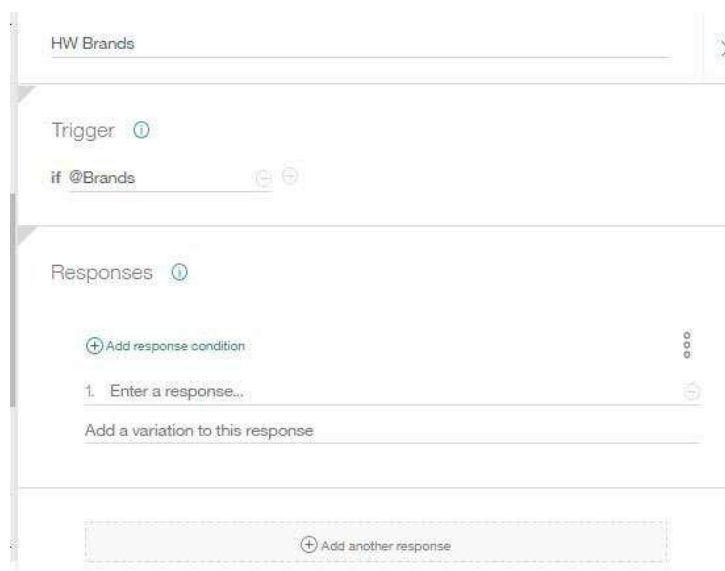 HW Brands
Trigger
if @Brands
Responses
Add response condition
1. Enter a response...
Add a variation to this response
Add another response